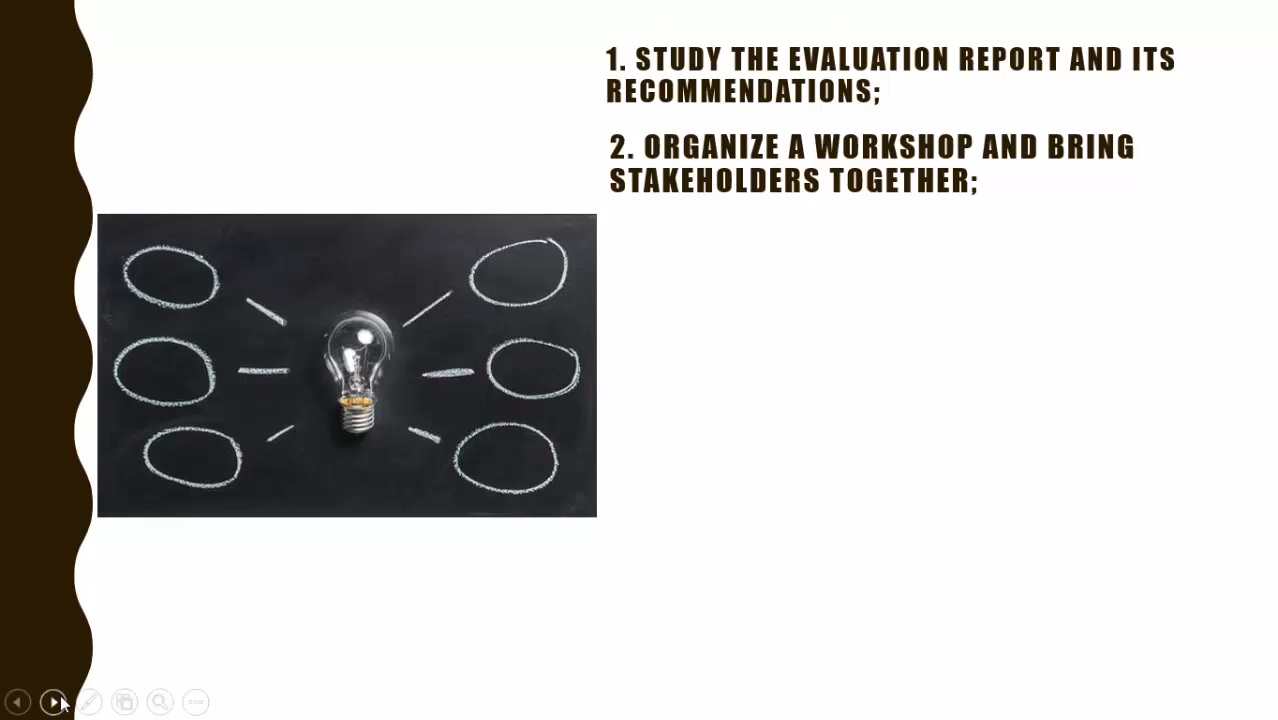 1. STUDY THE EVALUATION REPORT AND ITS
RECOMMENDATIONS;
2. ORGANIZE A WORKSHOP AND BRING
STAKEHOLDERS TOGETHER;